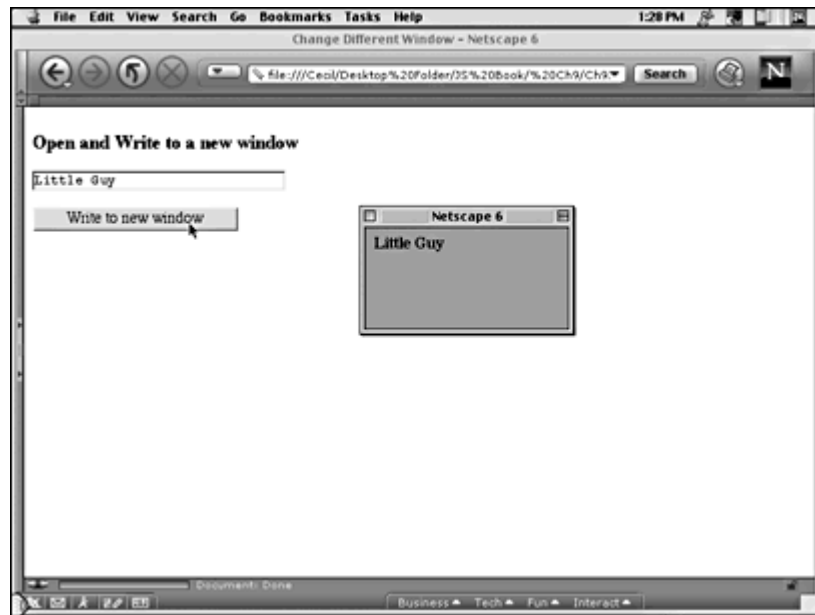 File Edit View Search Go Bookmarks Tasks Help 1:28 PM
Change Different Window - Netscape 6
file:///Cecil/Desktop%20Folder/JS%20Book/%20Ch9/Ch9. Search N
Open and Write to a new window
Little Guy
Write to new window
Netscape 6
Little Guy
Document: Done
Business Tech Fun Interact